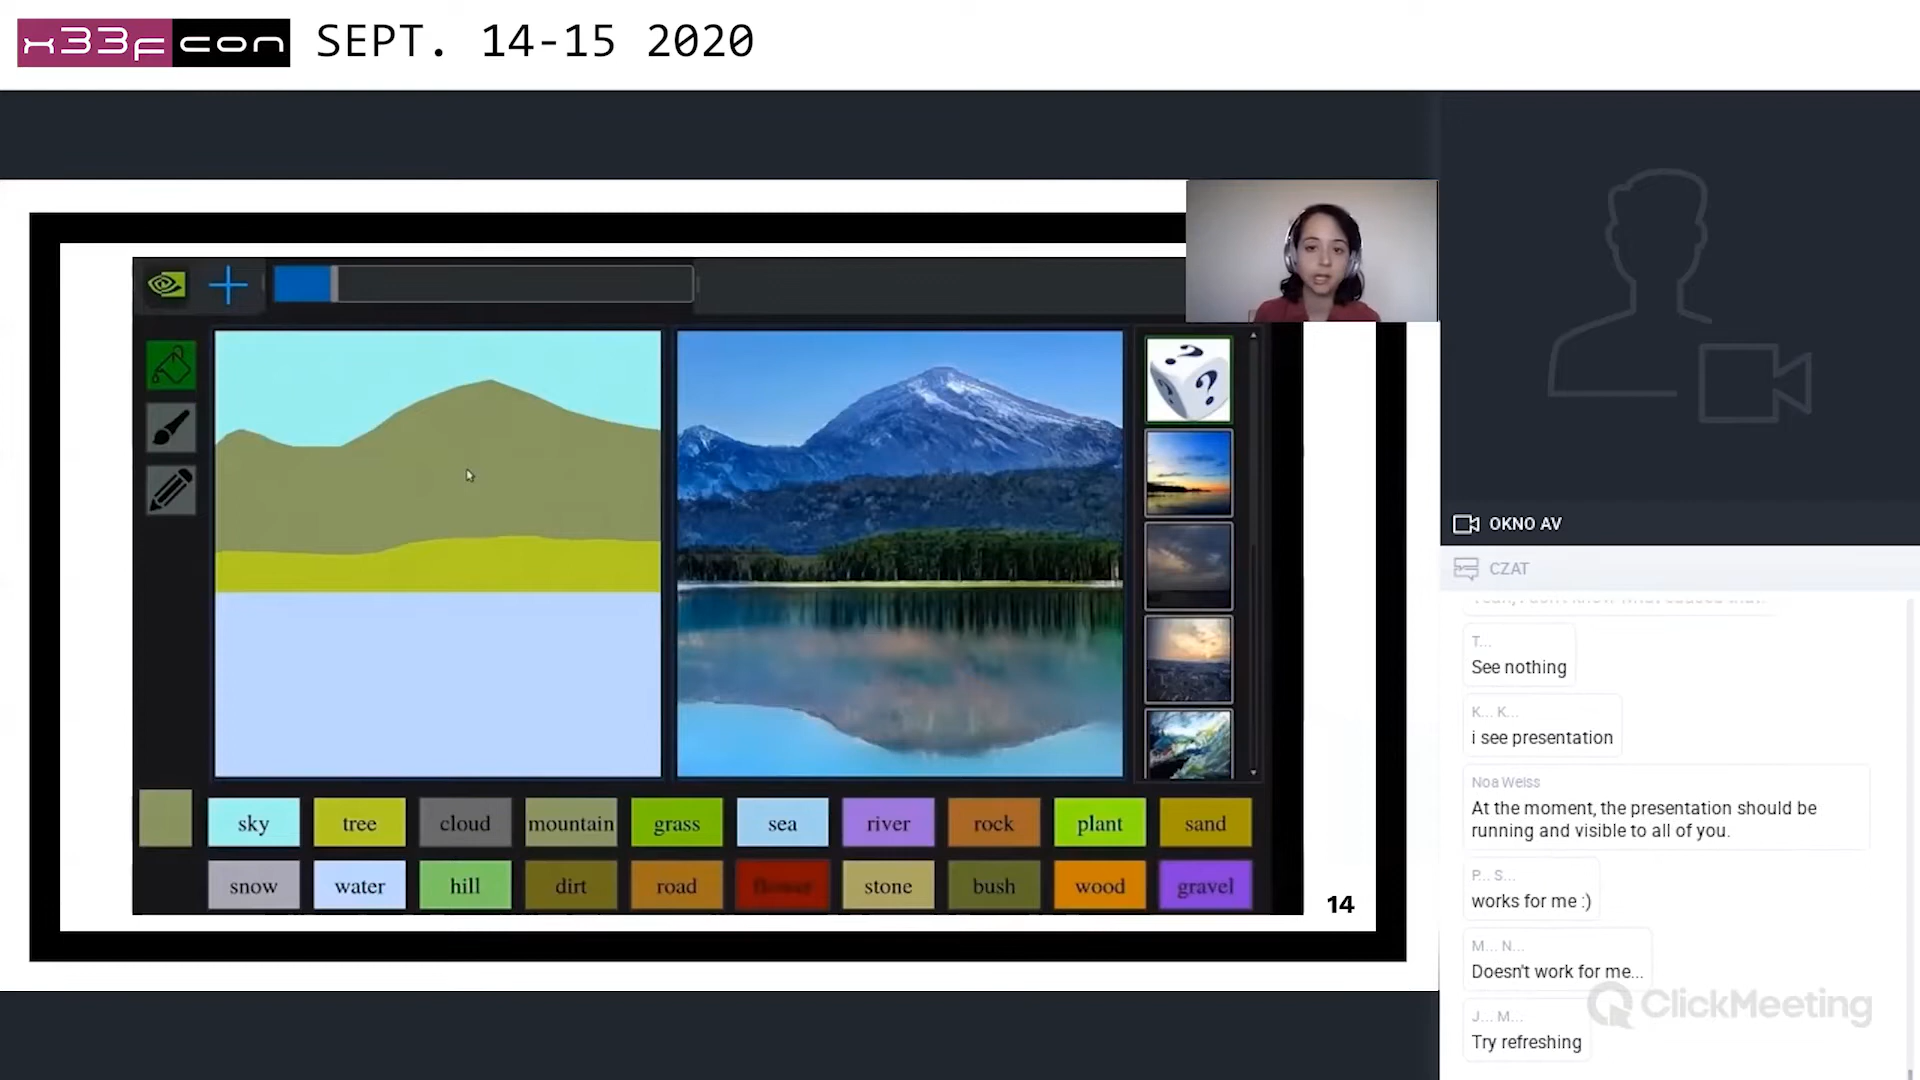 x33fcon SEPT. 14-15 2020
sky tree cloud mountain grass sea river rock plant sand
snow water hill dirt road flower stone bush wood gravel
14
OKNO AV
CZAT
T...
See nothing
K... K...
i see presentation
Noa Weiss
At the moment, the presentation should be
running and visible to all of you.
P... S...
works for me :)
M... N...
Doesn't work for me...
J... M...
Try refreshing
ClickMeeting